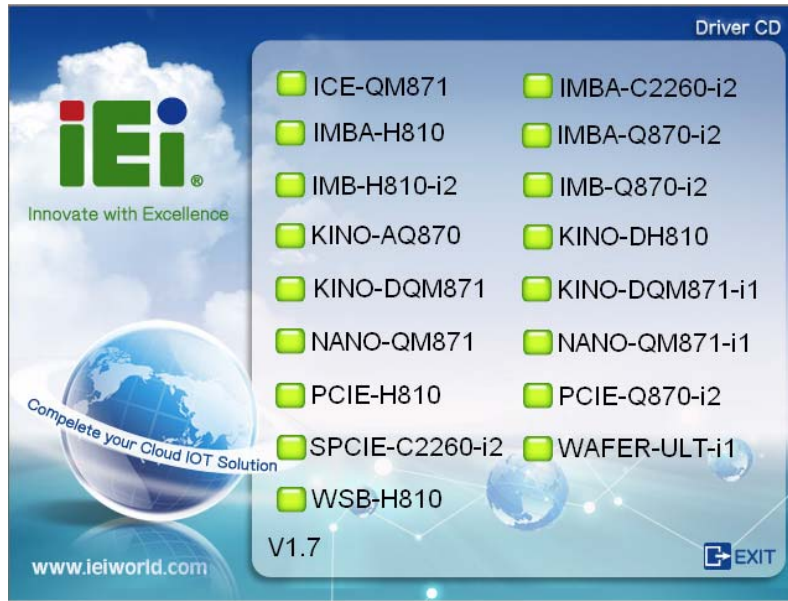 Driver CD
iEi®
Innovate with Excellence
ICE-QM871
IMBA-C2260-i2
IMBA-H810
IMBA-Q870-i2
IMB-H810-i2
IMB-Q870-i2
KINO-AQ870
KINO-DH810
KINO-DQM871
KINO-DQM871-i1
NANO-QM871
NANO-QM871-i1
PCIE-H810
PCIE-Q870-i2
SPCIE-C2260-i2
WAFER-ULT-i1
WSB-H810
Compelete your Cloud IOT Solution
V1.7
EXIT
www.ieiworld.com